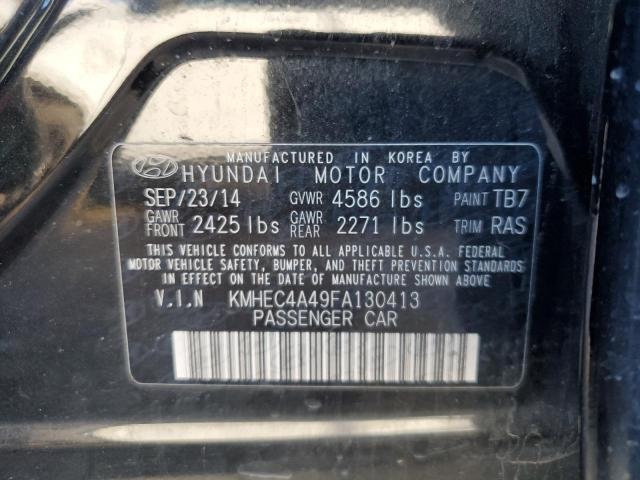 MANUFACTURED IN KOREA BY
HYUNDAI MOTOR COMPANY
SEP/23/14 GVWR 4586 lbs PAINT TB7
GAWR FRONT 2425 lbs GAWR REAR 2271 lbs TRIM RAS
THIS VEHICLE CONFORMS TO ALL APPLICABLE U.S.A. FEDERAL
MOTOR VEHICLE SAFETY, BUMPER, AND THEFT PREVENTION STANDARDS
IN EFFECT ON THE DATE OF MANUFACTURE SHOWN ABOVE
V.I.N KMHEC4A49FA130413
PASSENGER CAR